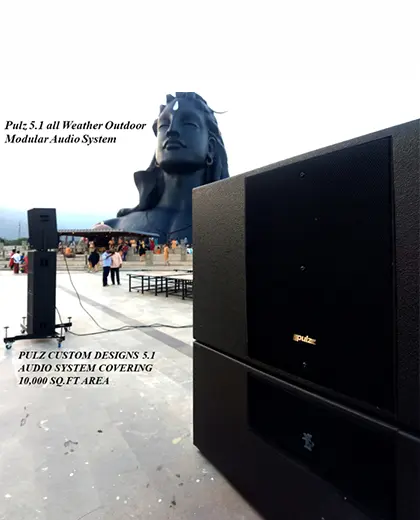 Pulz 5.1 all Weather Outdoor
Modular Audio System
pulz
PULZ CUSTOM DESIGNS 5.1
AUDIO SYSTEM COVERING
10,000 SQ.FT AREA